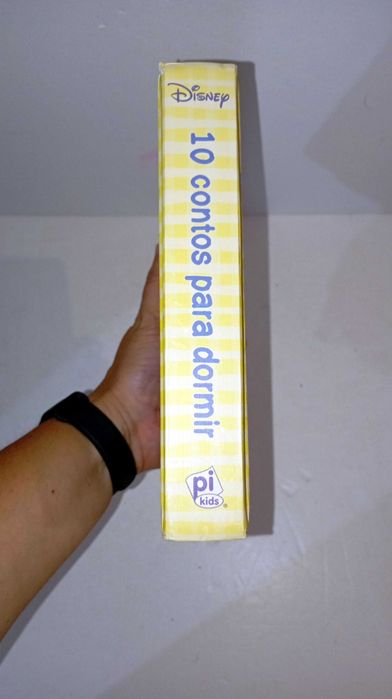 Disney
10 contos para dormir
pi
kids